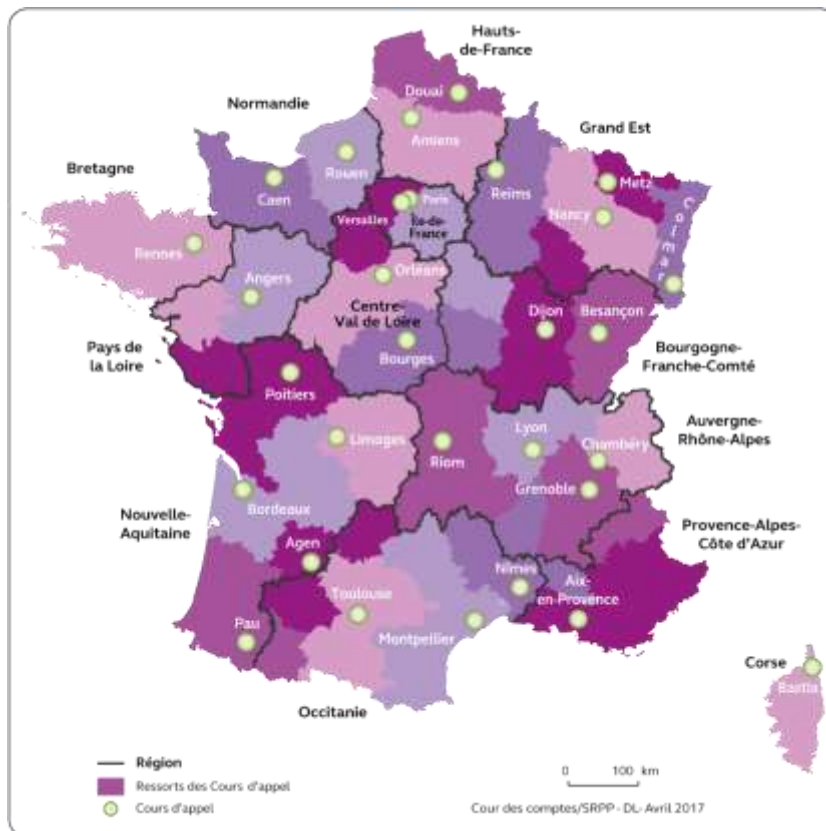 Hauts-
de-France
Douai
Normandie
Amiens
Grand Est
Rouen
Bretagne
Caen
Reims
Metz
Paris
Versailles
Île-de-
France
Nancy
Colmar
Rennes
Angers
Orléans
Centre-
Val de Loire
Dijon
Besançon
Bourges
Pays de
la Loire
Bourgogne-
Franche-Comté
Poitiers
Auvergne-
Rhône-Alpes
Limoges
Lyon
Chambéry
Riom
Grenoble
Bordeaux
Nouvelle-
Aquitaine
Provence-Alpes-
Côte d'Azur
Agen
Nîmes
Aix-
en-Provence
Toulouse
Pau
Montpellier
Corse
Bastia
Occitanie
Région
Ressorts des Cours d'appel
Cours d'appel
0 100 km
Cour des comptes/SRPP - DL- Avril 2017